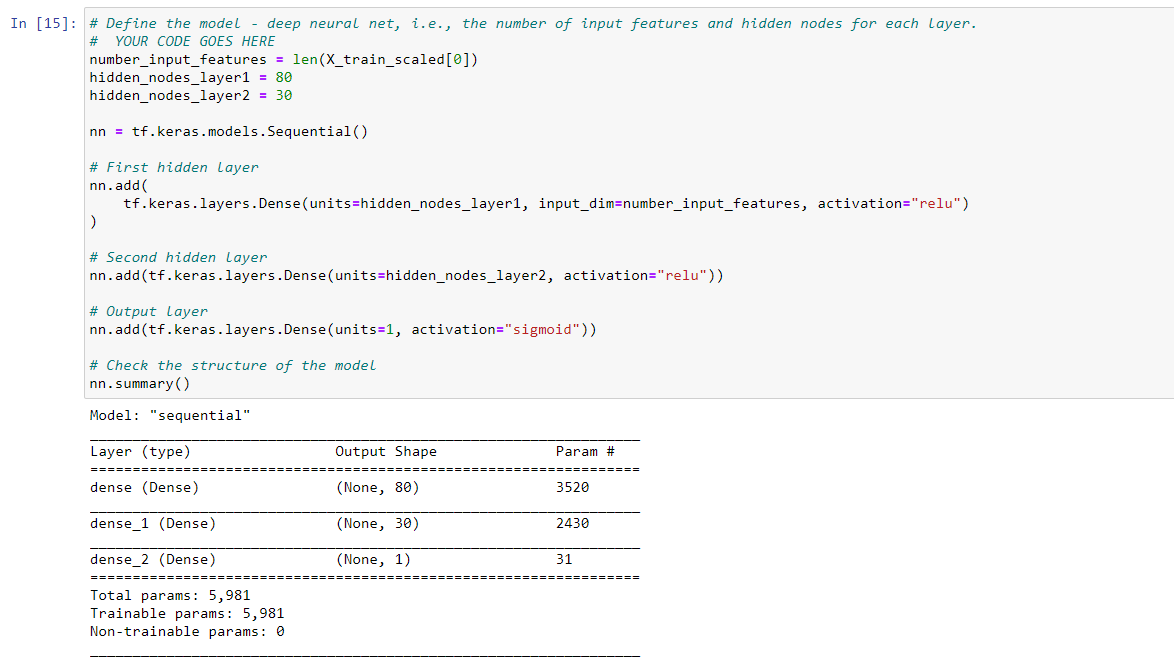 In [15]: # Define the model - deep neural net, i.e., the number of input features and hidden nodes for each layer.
#  YOUR CODE GOES HERE
number_input_features = len(X_train_scaled[0])
hidden_nodes_layer1 = 80
hidden_nodes_layer2 = 30

nn = tf.keras.models.Sequential()

# First hidden layer
nn.add(
    tf.keras.layers.Dense(units=hidden_nodes_layer1, input_dim=number_input_features, activation="relu")
)

# Second hidden layer
nn.add(tf.keras.layers.Dense(units=hidden_nodes_layer2, activation="relu"))

# Output layer
nn.add(tf.keras.layers.Dense(units=1, activation="sigmoid"))

# Check the structure of the model
nn.summary()
Model: "sequential"
_________________________________________________________________
Layer (type)                 Output Shape              Param #
=================================================================
dense (Dense)                (None, 80)                3520
_________________________________________________________________
dense_1 (Dense)              (None, 30)                2430
_________________________________________________________________
dense_2 (Dense)              (None, 1)                 31
=================================================================
Total params: 5,981
Trainable params: 5,981
Non-trainable params: 0
_________________________________________________________________